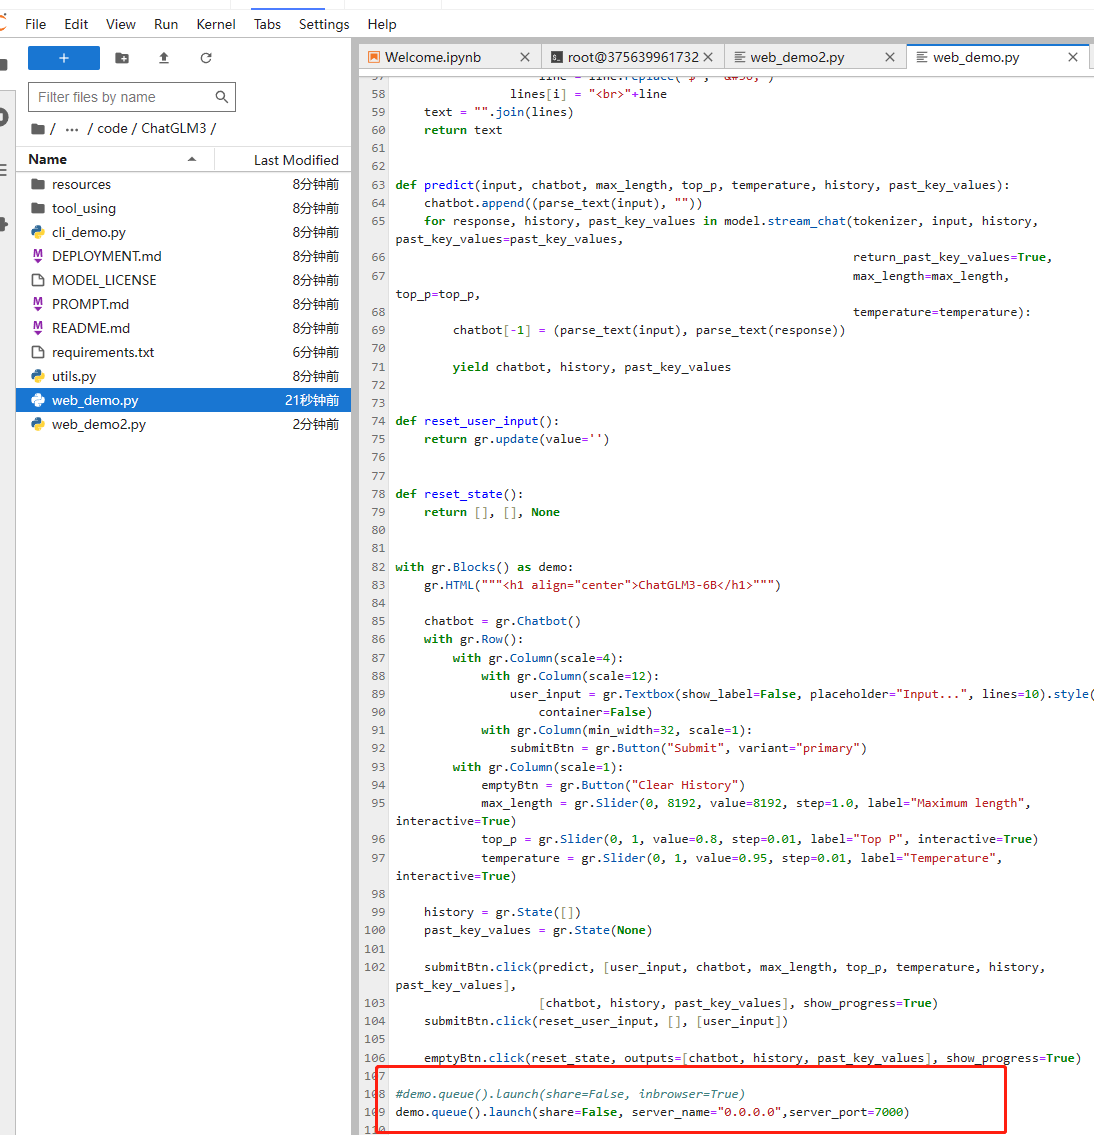 File Edit View Run Kernel Tabs Settings Help
+
Filter files by name
/ ··· / code / ChatGLM3 /
Name Last Modified
resources 8分钟前
tool_using 8分钟前
cli_demo.py 8分钟前
DEPLOYMENT.md 8分钟前
MODEL_LICENSE 8分钟前
PROMPT.md 8分钟前
README.md 8分钟前
requirements.txt 6分钟前
utils.py 8分钟前
web_demo.py 21秒钟前
web_demo2.py 2分钟前
Welcome.ipynb × root@375639961732 × web_demo2.py × web_demo.py ×
58 lines[i] = "<br>"+line
59 text = "".join(lines)
60 return text
61
62
63 def predict(input, chatbot, max_length, top_p, temperature, history, past_key_values):
64 chatbot.append((parse_text(input), ""))
65 for response, history, past_key_values in model.stream_chat(tokenizer, input, history,
past_key_values=past_key_values,
66 return_past_key_values=True,
67 max_length=max_length,
top_p=top_p,
68 temperature=temperature):
69 chatbot[-1] = (parse_text(input), parse_text(response))
70
71 yield chatbot, history, past_key_values
72
73
74 def reset_user_input():
75 return gr.update(value='')
76
77
78 def reset_state():
79 return [], [], None
80
81
82 with gr.Blocks() as demo:
83 gr.HTML("""<h1 align="center">ChatGLM3-6B</h1>""")
84
85 chatbot = gr.Chatbot()
86 with gr.Row():
87 with gr.Column(scale=4):
88 with gr.Column(scale=12):
89 user_input = gr.Textbox(show_label=False, placeholder="Input...", lines=10).style(
90 container=False)
91 with gr.Column(min_width=32, scale=1):
92 submitBtn = gr.Button("Submit", variant="primary")
93 with gr.Column(scale=1):
94 emptyBtn = gr.Button("Clear History")
95 max_length = gr.Slider(0, 8192, value=8192, step=1.0, label="Maximum length",
interactive=True)
96 top_p = gr.Slider(0, 1, value=0.8, step=0.01, label="Top P", interactive=True)
97 temperature = gr.Slider(0, 1, value=0.95, step=0.01, label="Temperature",
interactive=True)
98
99 history = gr.State([])
100 past_key_values = gr.State(None)
101
102 submitBtn.click(predict, [user_input, chatbot, max_length, top_p, temperature, history,
past_key_values],
103 [chatbot, history, past_key_values], show_progress=True)
104 submitBtn.click(reset_user_input, [], [user_input])
105
106 emptyBtn.click(reset_state, outputs=[chatbot, history, past_key_values], show_progress=True)
107
108 #demo.queue().launch(share=False, inbrowser=True)
109 demo.queue().launch(share=False, server_name="0.0.0.0",server_port=7000)
110